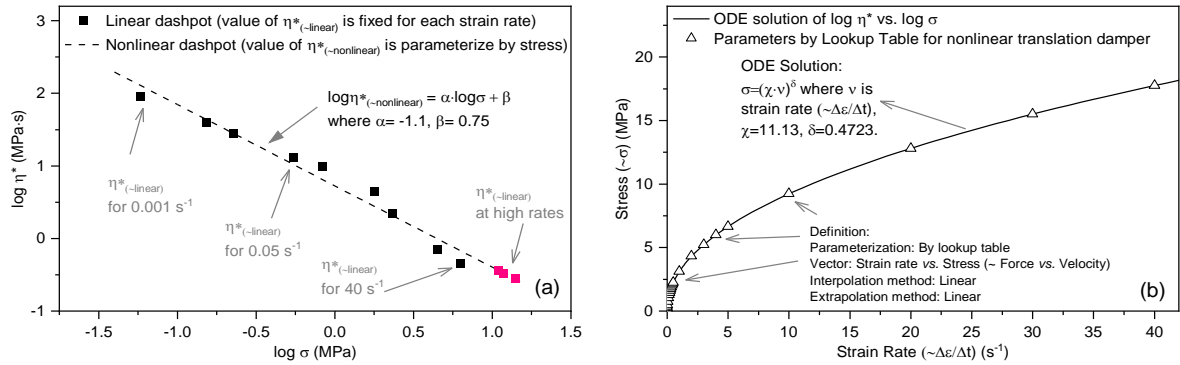 Linear dashpot (value of η*(~linear) is fixed for each strain rate)
Nonlinear dashpot (value of η*(~nonlinear) is parameterize by stress)
logη*(~nonlinear) = α·logσ + β
where α= -1.1, β= 0.75
η*(~linear)
for 0.001 s-1
η*(~linear)
for 0.05 s-1
η*(~linear)
for 40 s-1
η*(~linear)
at high rates
(a)
log η* (MPa·s)
2
1
0
-1
-1.5
-1.0
-0.5
0.0
0.5
1.0
1.5
log σ (MPa)
ODE solution of log η* vs. log σ
Parameters by Lookup Table for nonlinear translation damper
ODE Solution:
σ=(χ·ν)δ where ν is
strain rate (~Δε/Δt),
χ=11.13, δ=0.4723.
Definition:
Parameterization: By lookup table
Vector: Strain rate vs. Stress (~ Force vs. Velocity)
Interpolation method: Linear
Extrapolation method: Linear
(b)
Stress (~σ) (MPa)
20
15
10
5
0
0
5
10
15
20
25
30
35
40
Strain Rate (~Δε/Δt) (s-1)